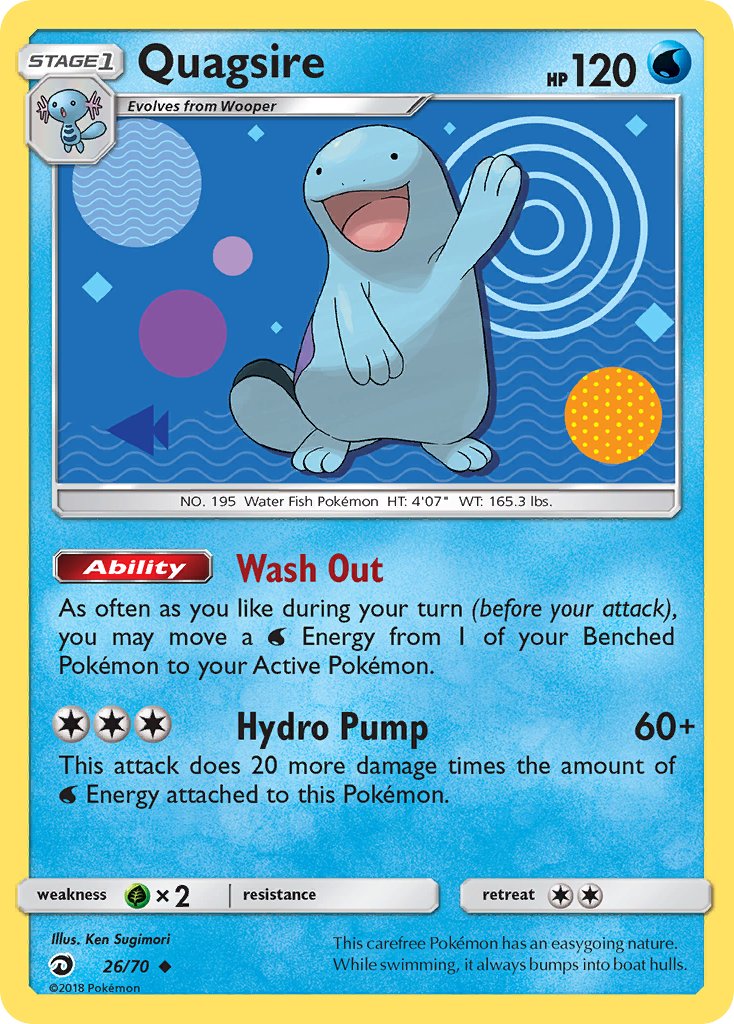 STAGE1 Quagsire HP 120
Evolves from Wooper
NO. 195 Water Fish Pokémon HT: 4'07" WT: 165.3 lbs.
Ability Wash Out
As often as you like during your turn (before your attack),
you may move a Energy from 1 of your Benched
Pokémon to your Active Pokémon.
Hydro Pump 60+
This attack does 20 more damage times the amount of
Energy attached to this Pokémon.
weakness × 2 resistance retreat
Illus. Ken Sugimori
26/70
©2018 Pokémon
This carefree Pokémon has an easygoing nature.
While swimming, it always bumps into boat hulls.